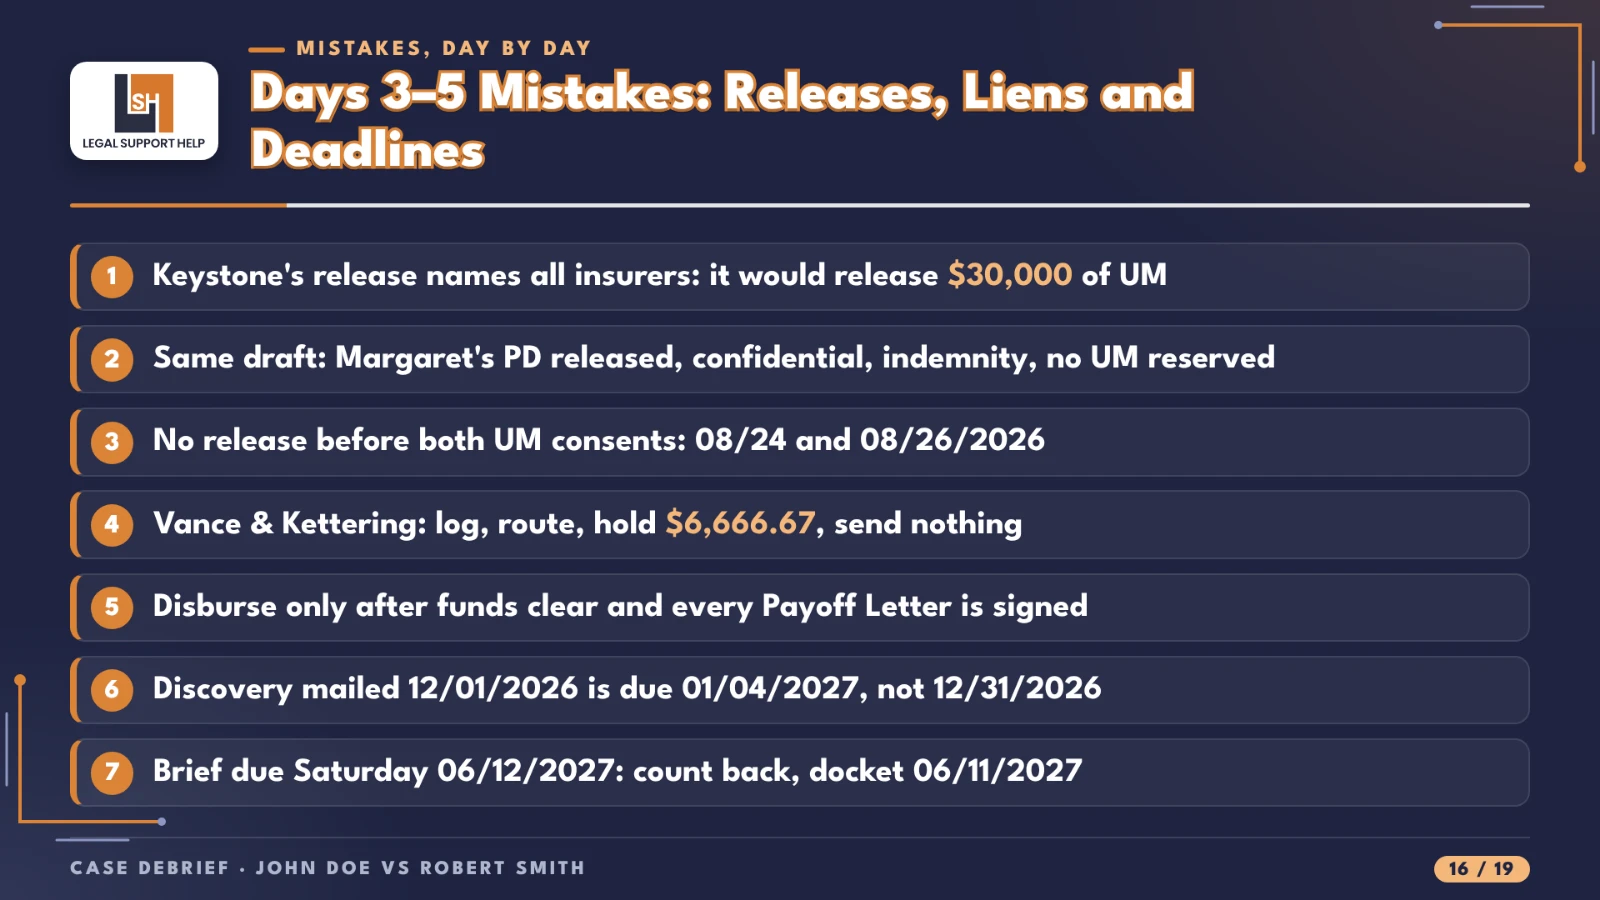 MISTAKES, DAY BY DAY
Days 3–5 Mistakes: Releases, Liens and
Deadlines
LSH
LEGAL SUPPORT HELP
1 Keystone's release names all insurers: it would release $30,000 of UM
2 Same draft: Margaret's PD released, confidential, indemnity, no UM reserved
3 No release before both UM consents: 08/24 and 08/26/2026
4 Vance & Kettering: log, route, hold $6,666.67, send nothing
5 Disburse only after funds clear and every Payoff Letter is signed
6 Discovery mailed 12/01/2026 is due 01/04/2027, not 12/31/2026
7 Brief due Saturday 06/12/2027: count back, docket 06/11/2027
CASE DEBRIEF · JOHN DOE VS ROBERT SMITH
16 / 19